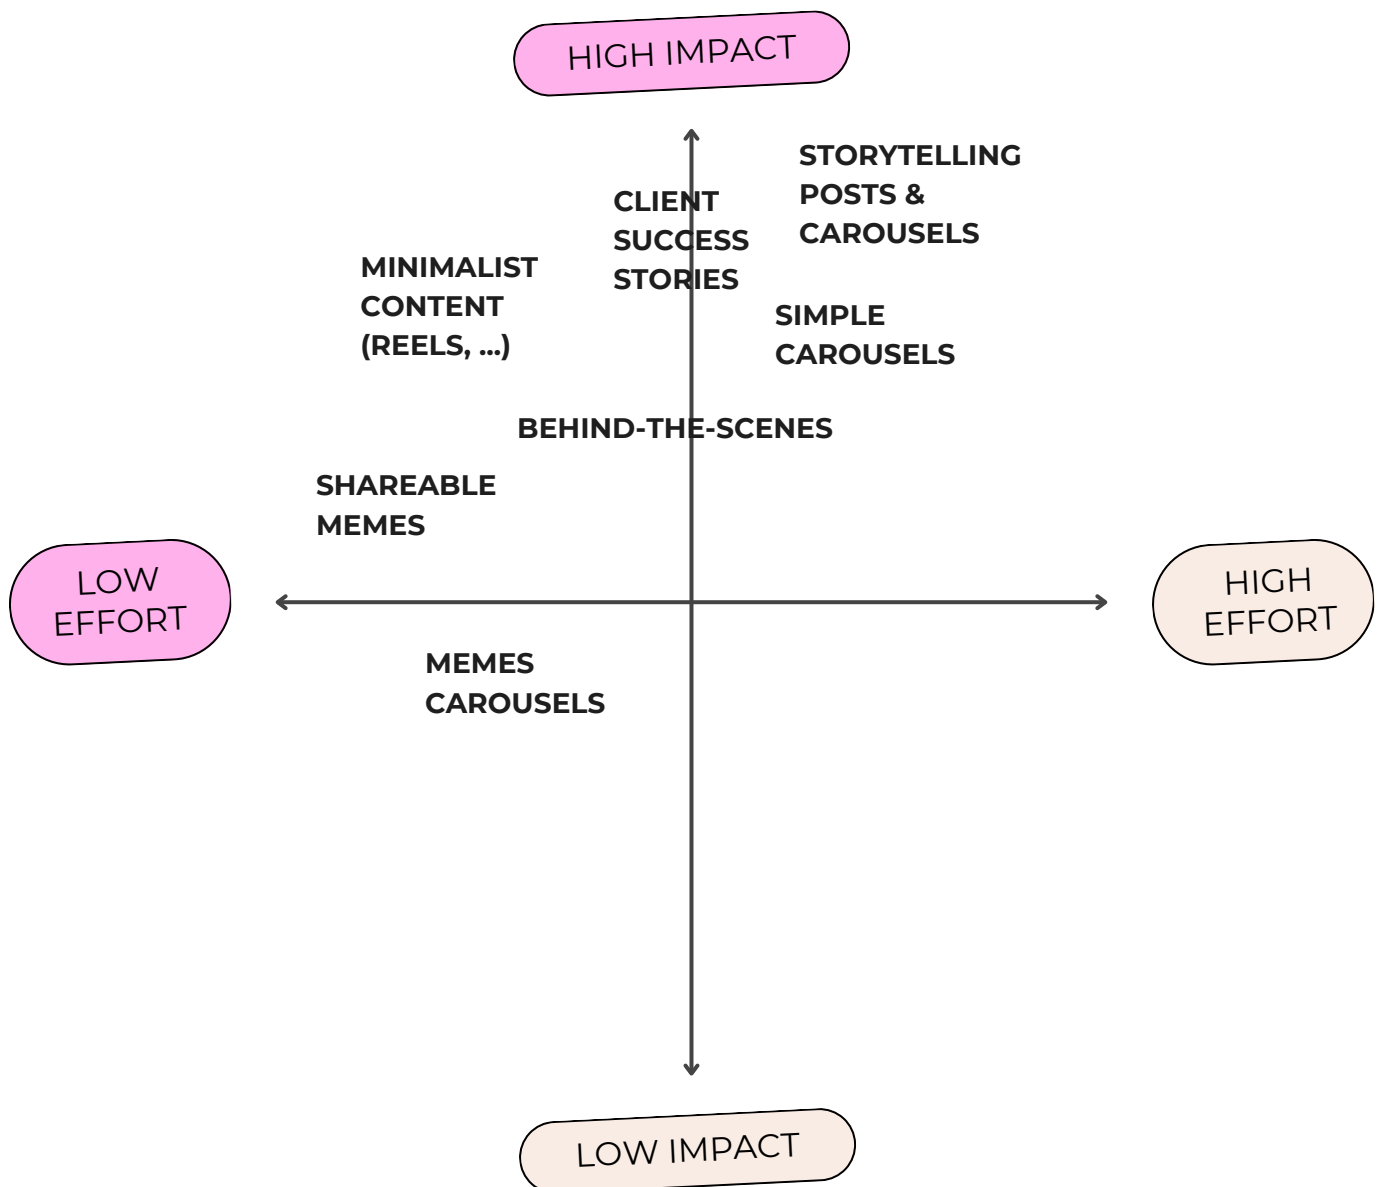 HIGH IMPACT
STORYTELLING
POSTS &
CAROUSELS
CLIENT
SUCCESS
STORIES
MINIMALIST
CONTENT
(REELS, ...)
SIMPLE
CAROUSELS
BEHIND-THE-SCENES
SHAREABLE
MEMES
LOW
EFFORT
HIGH
EFFORT
MEMES
CAROUSELS
LOW IMPACT